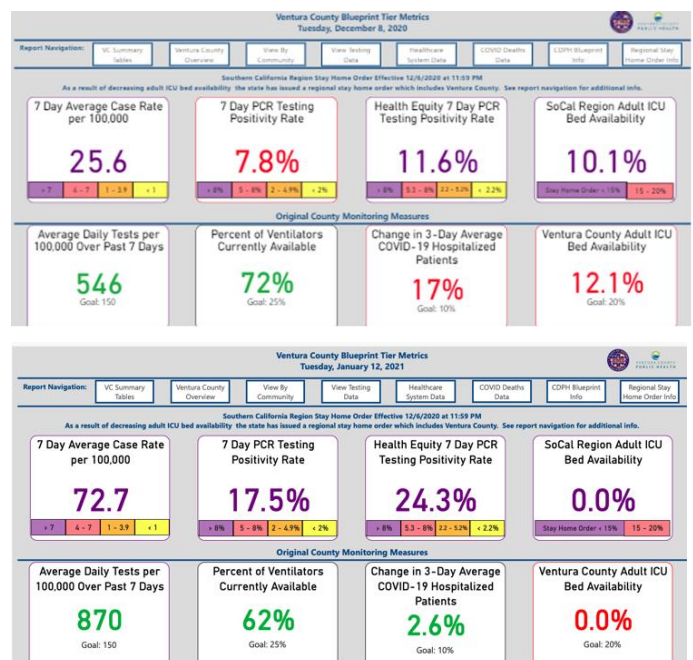 Ventura County Blueprint Tier Metrics
Tuesday, December 8, 2020
PUBLIC HEALTH
Report Navigation:
VC Summary Tables
Ventura County Overview
View By Community
View Testing Data
Healthcare System Data
COVID Deaths Data
CDPH Blueprint Info
Regional Stay Home Order Info
Southern California Region Stay Home Order Effective 12/6/2020 at 11:59 PM
As a result of decreasing adult ICU bed availability the state has issued a regional stay home order which includes Ventura County. See report navigation for additional info.
7 Day Average Case Rate
per 100,000
25.6
> 7 4 - 7 1 - 3.9 < 1
7 Day PCR Testing
Positivity Rate
7.8%
> 8% 5 - 8% 2 - 4.9% < 2%
Health Equity 7 Day PCR
Testing Positivity Rate
11.6%
> 8% 5.3 - 8% 2.2 - 5.2% < 2.2%
SoCal Region Adult ICU
Bed Availability
10.1%
Stay Home Order < 15% 15 - 20%
Original County Monitoring Measures
Average Daily Tests per
100,000 Over Past 7 Days
546
Goal: 150
Percent of Ventilators
Currently Available
72%
Goal: 25%
Change in 3-Day Average
COVID-19 Hospitalized
Patients
17%
Goal: 10%
Ventura County Adult ICU
Bed Availability
12.1%
Goal: 20%
Ventura County Blueprint Tier Metrics
Tuesday, January 12, 2021
PUBLIC HEALTH
Report Navigation:
VC Summary Tables
Ventura County Overview
View By Community
View Testing Data
Healthcare System Data
COVID Deaths Data
CDPH Blueprint Info
Regional Stay Home Order Info
Southern California Region Stay Home Order Effective 12/6/2020 at 11:59 PM
As a result of decreasing adult ICU bed availability the state has issued a regional stay home order which includes Ventura County. See report navigation for additional info.
7 Day Average Case Rate
per 100,000
72.7
> 7 4 - 7 1 - 3.9 < 1
7 Day PCR Testing
Positivity Rate
17.5%
> 8% 5 - 8% 2 - 4.9% < 2%
Health Equity 7 Day PCR
Testing Positivity Rate
24.3%
> 8% 5.3 - 8% 2.2 - 5.2% < 2.2%
SoCal Region Adult ICU
Bed Availability
0.0%
Stay Home Order < 15% 15 - 20%
Original County Monitoring Measures
Average Daily Tests per
100,000 Over Past 7 Days
870
Goal: 150
Percent of Ventilators
Currently Available
62%
Goal: 25%
Change in 3-Day Average
COVID-19 Hospitalized
Patients
2.6%
Goal: 10%
Ventura County Adult ICU
Bed Availability
0.0%
Goal: 20%